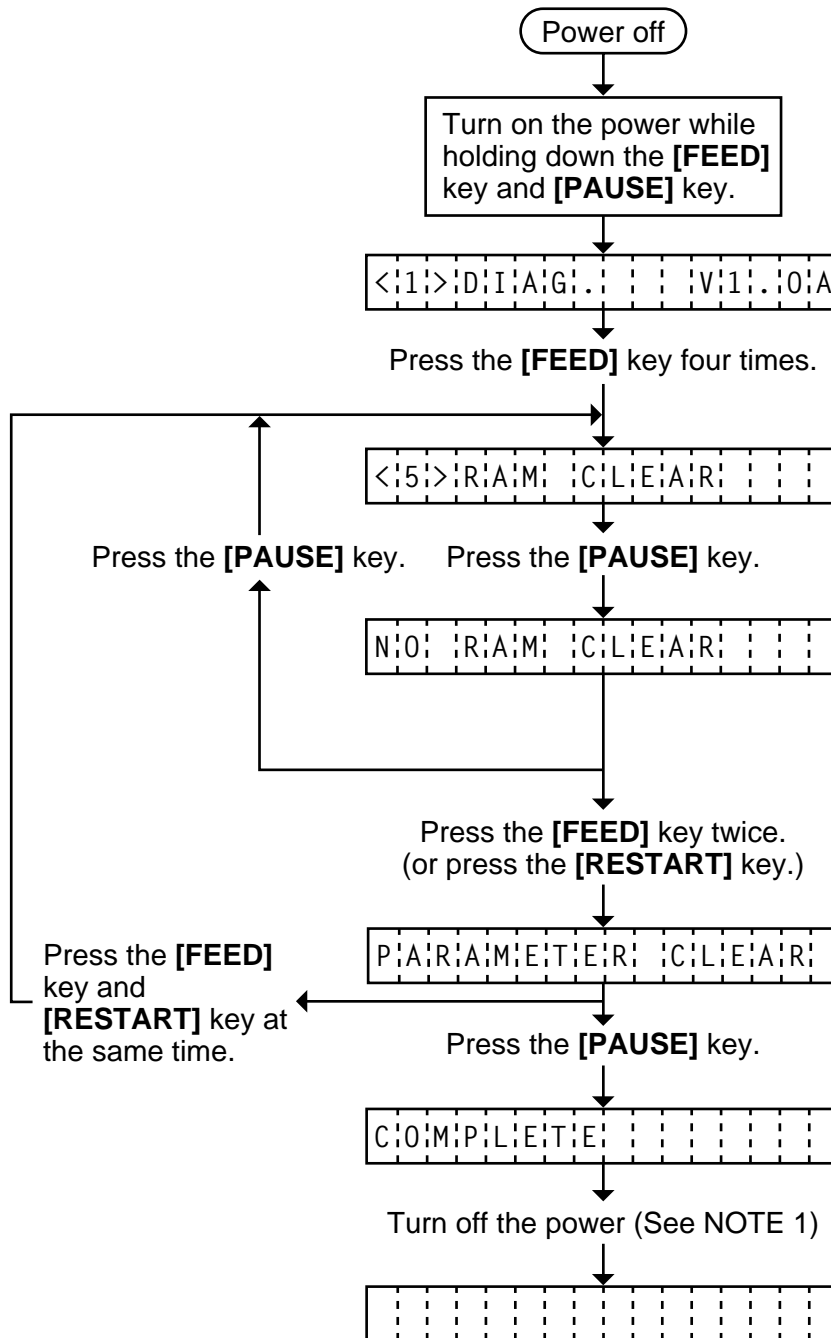 Power off
Turn on the power while
holding down the [FEED]
key and [PAUSE] key.
<1>DIAG.   V1.0A
Press the [FEED] key four times.
<5>RAM CLEAR
Press the [PAUSE] key.
Press the [PAUSE] key.
NO RAM CLEAR
Press the [FEED] key twice.
(or press the [RESTART] key.)
PARAMETER CLEAR
Press the [FEED]
key and
[RESTART] key at
the same time.
Press the [PAUSE] key.
COMPLETE
Turn off the power (See NOTE 1)